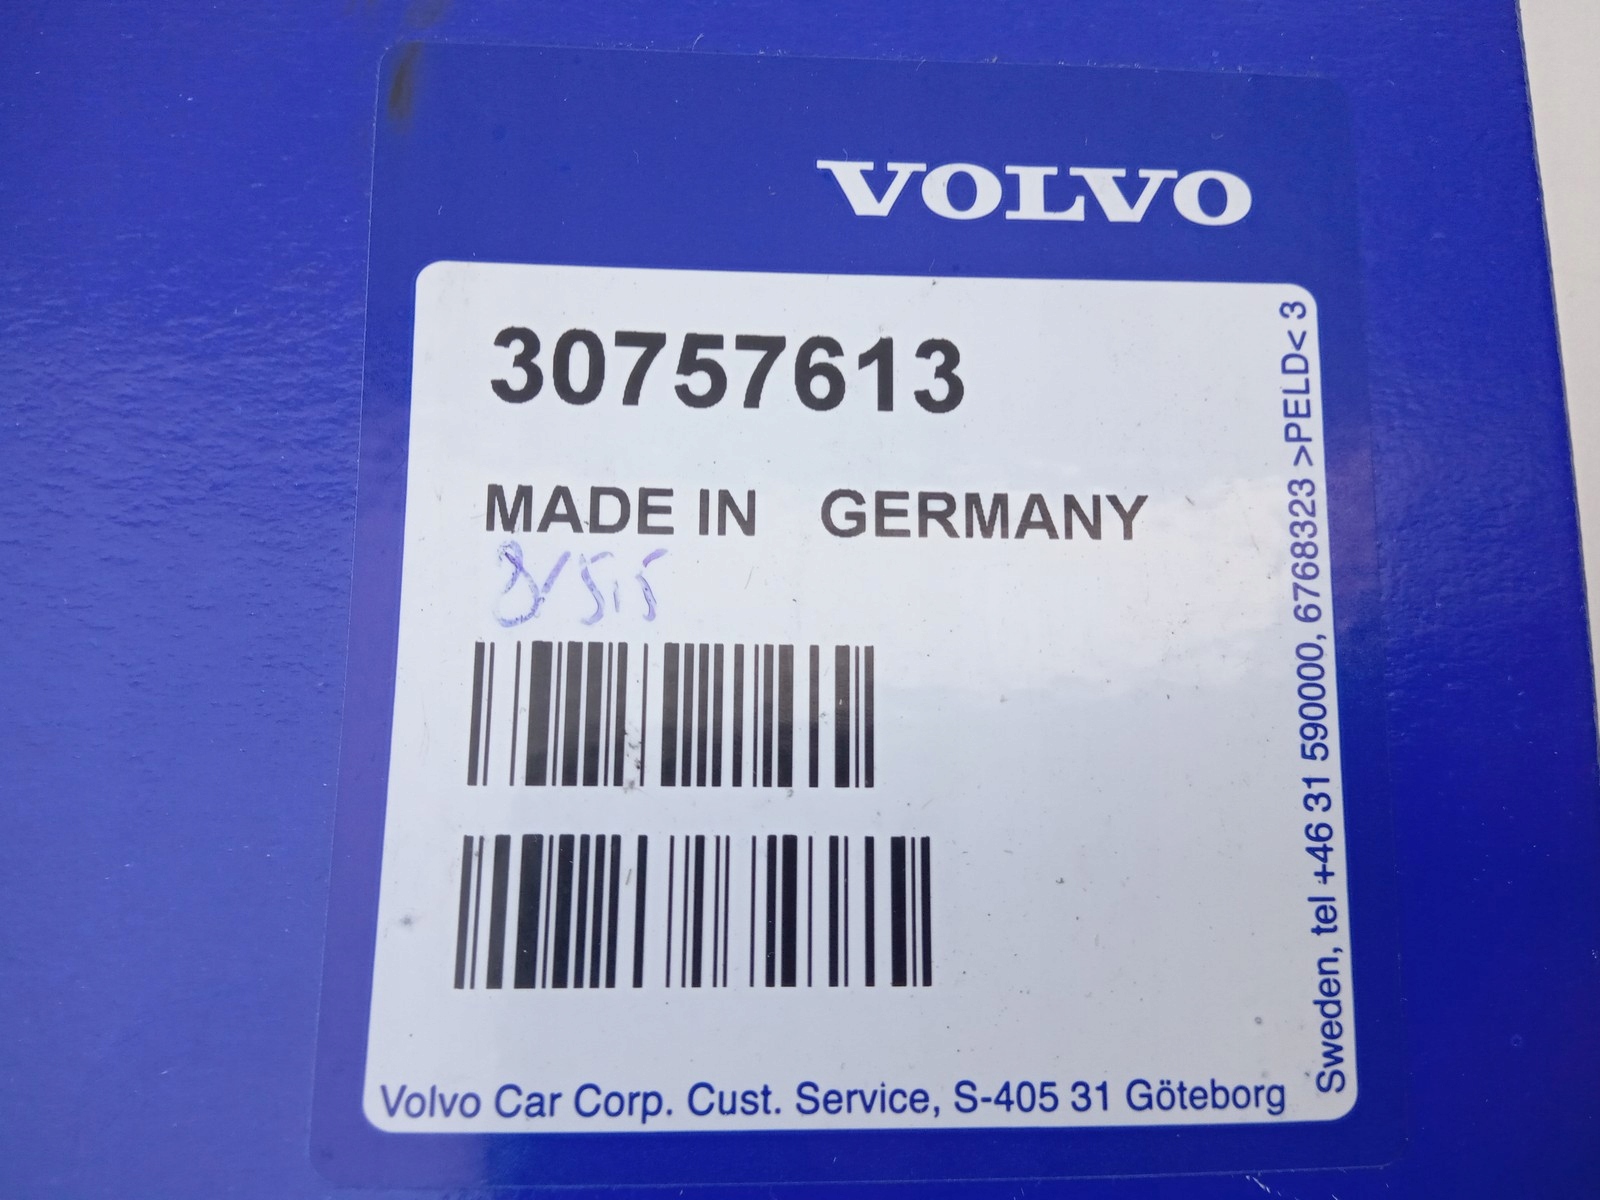 VOLVO
30757613
MADE IN GERMANY
Volvo Car Corp. Cust. Service, S-405 31 Göteborg
Sweden, tel +46 31 590000, 6768323 >PELD< 3